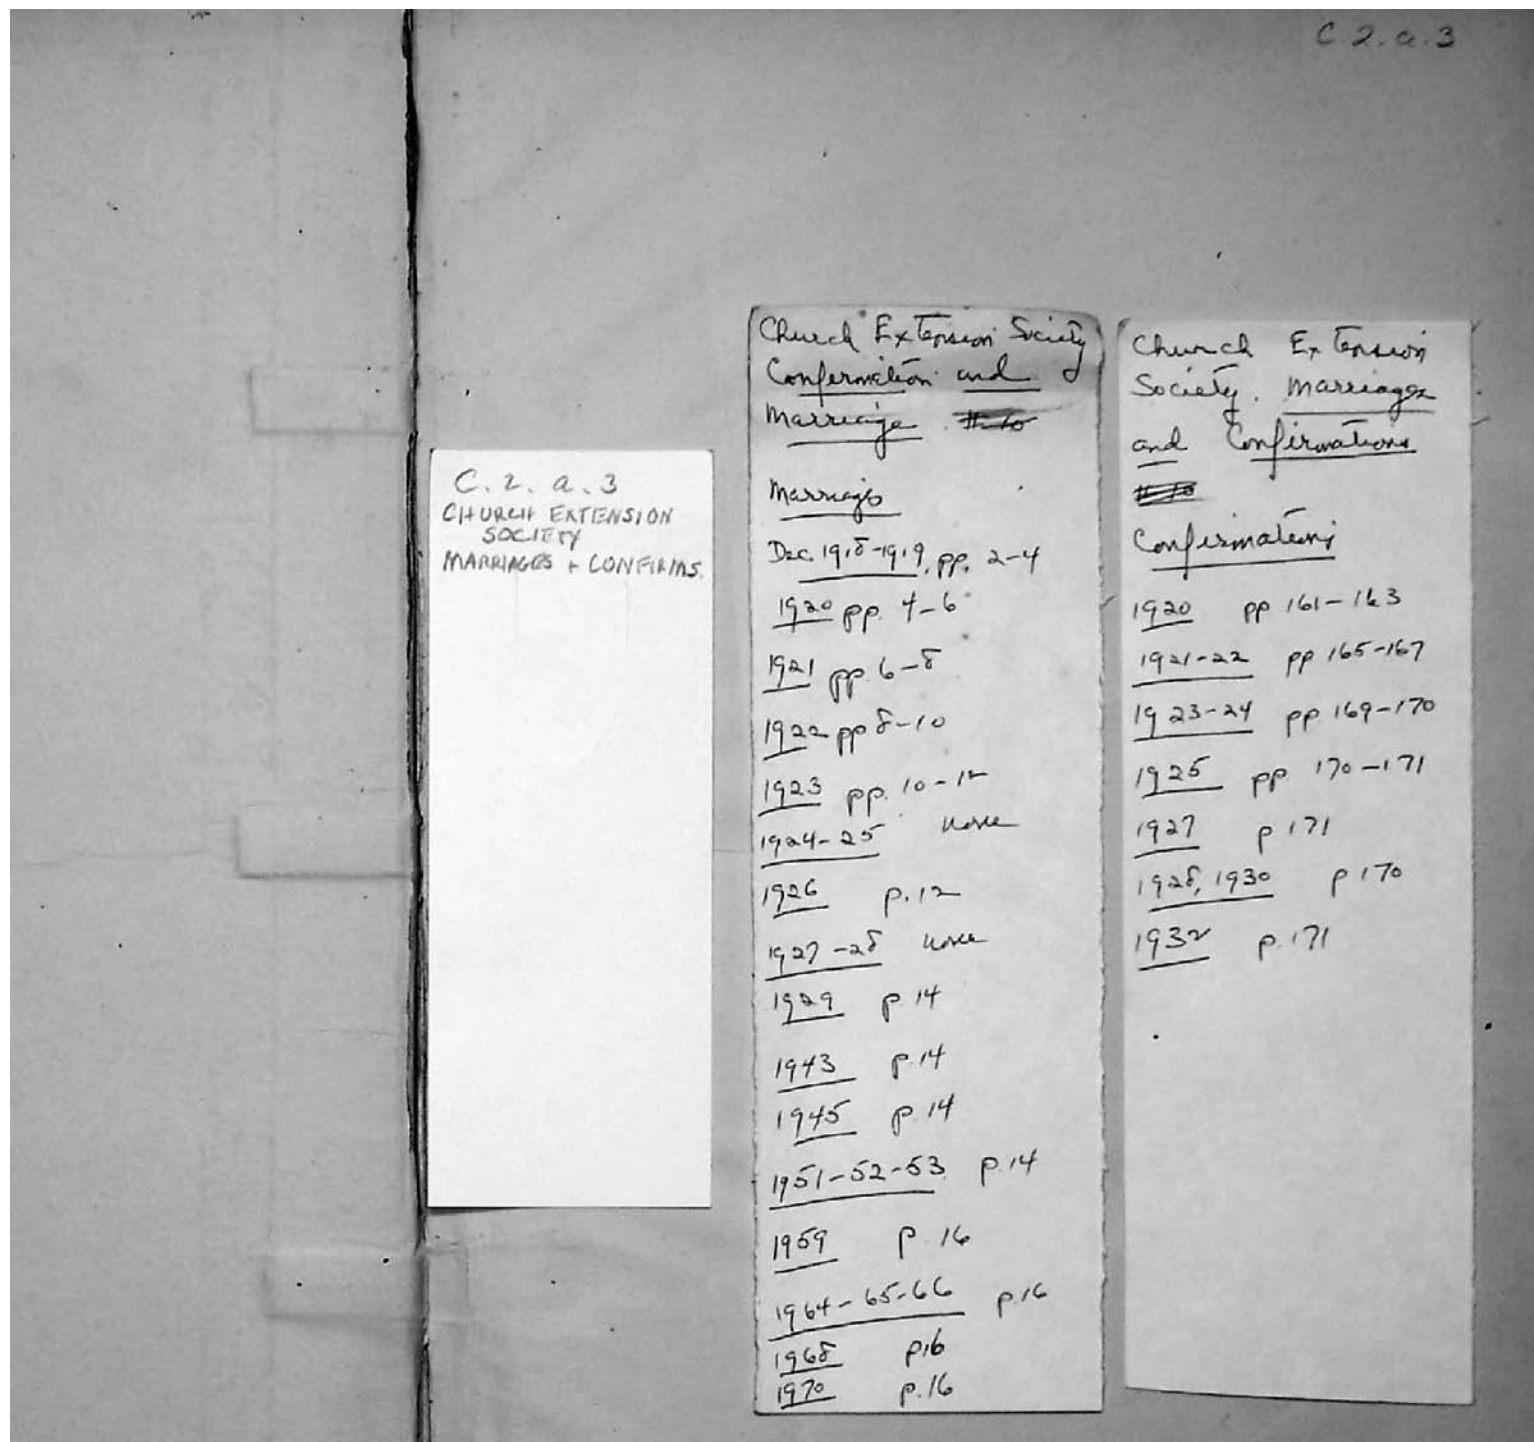 C.2.a.3
C. 2. a. 3
CHURCH EXTENSION
SOCIETY
MARRIAGES + CONFIRMS.
Church Extension Society
Confirmation and
Marriage #10
Marriages
Dec. 1918-1919, pp. 2-4
1920 pp. 4-6
1921 pp. 6-8
1922 pp 8-10
1923 pp. 10-12
1924-25 none
1926 p. 12
1927-28 none
1929 p. 14
1943 p. 14
1945 p. 14
1951-52-53 p. 14
1959 p. 16
1964-65-66 p. 16
1968 p16
1970 p. 16
Church Extension
Society. Marriages
and Confirmations
# 10
Confirmations
1920 pp 161-163
1921-22 pp 165-167
1923-24 pp 169-170
1925 pp. 170-171
1927 p 171
1928, 1930 p 170
1932 p. 171